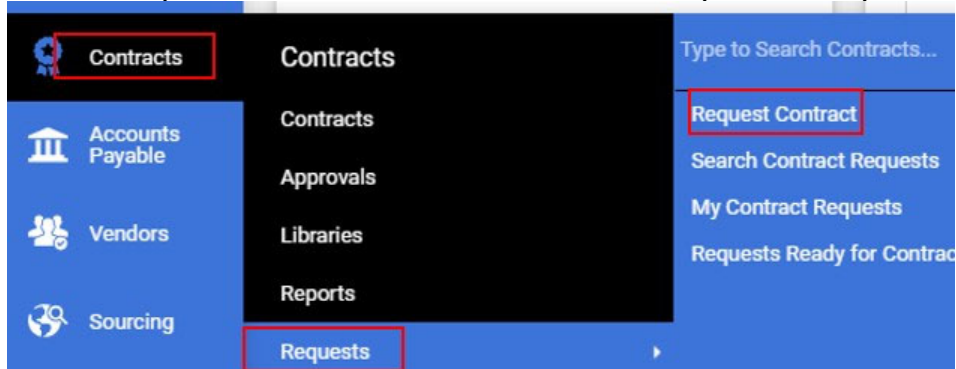 Contracts
Accounts
Payable
Vendors
Sourcing
Contracts
Contracts
Approvals
Libraries
Reports
Requests
Type to Search Contracts...
Request Contract
Search Contract Requests
My Contract Requests
Requests Ready for Contrac